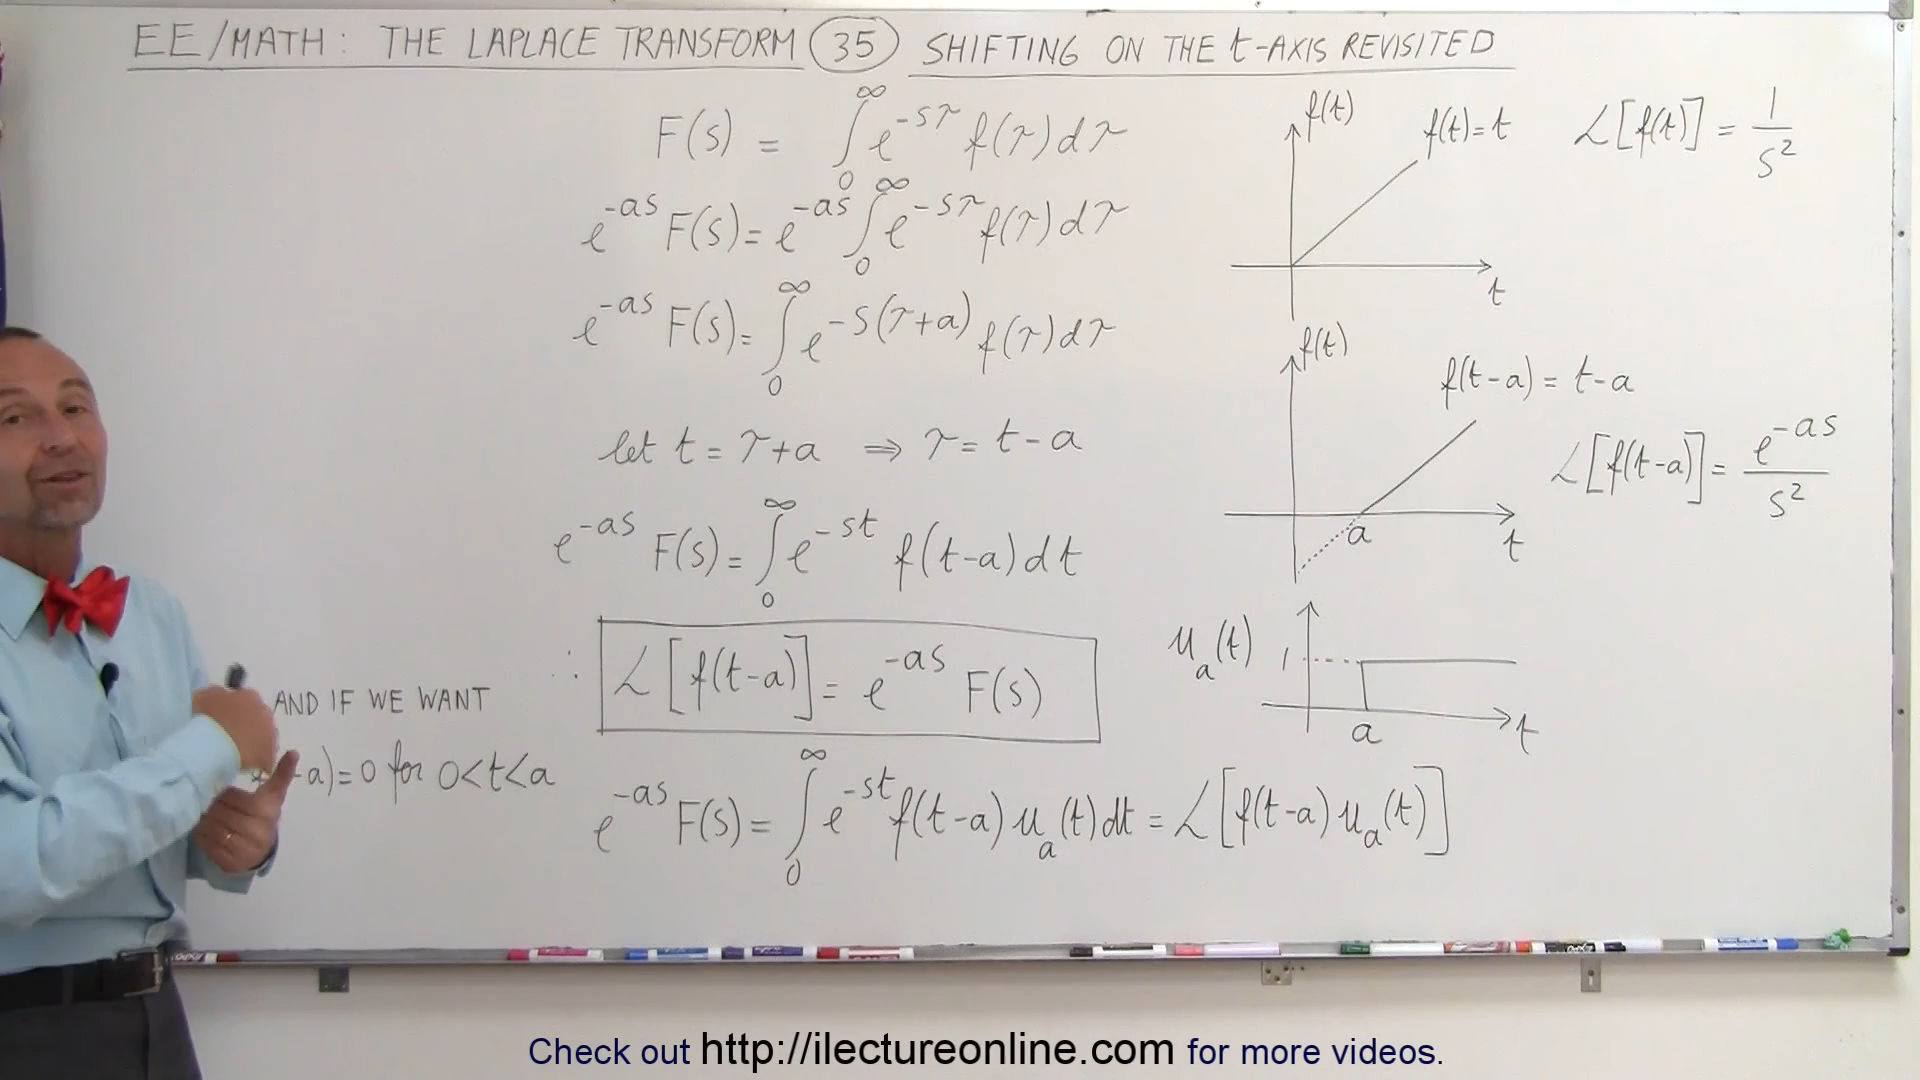 EE/MATH: THE LAPLACE TRANSFORM 35 SHIFTING ON THE t-AXIS REVISITED
F(s) = ∫₀^∞ e^{-sτ} f(τ) dτ
e^{-as} F(s) = e^{-as} ∫₀^∞ e^{-sτ} f(τ) dτ
e^{-as} F(s) = ∫₀^∞ e^{-s(τ+a)} f(τ) dτ
let t = τ+a ⇒ τ = t-a
e^{-as} F(s) = ∫₀^∞ e^{-st} f(t-a) dt
∴ ℒ[f(t-a)] = e^{-as} F(s)
AND IF WE WANT
-a)=0 for 0<t<a
e^{-as} F(s) = ∫₀^∞ e^{-st} f(t-a) u_a(t) dt = ℒ[f(t-a) u_a(t)]
f(t)
f(t)=t
ℒ[f(t)] = 1/s²
t
f(t)
f(t-a) = t-a
ℒ[f(t-a)] = e^{-as}/s²
a
t
u_a(t)
1
a
t
Check out http://ilectureonline.com for more videos.